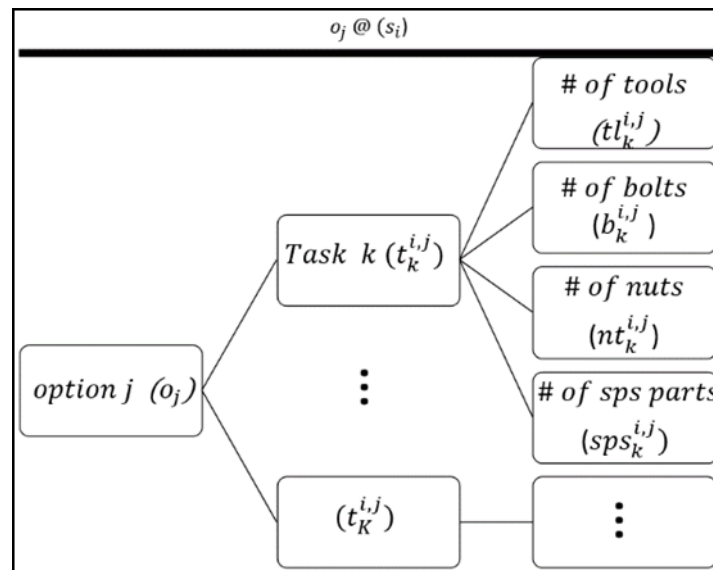 o_j @ (s_i)
# of tools
(tl_k^{i,j})
# of bolts
(b_k^{i,j} )
Task k (t_k^{i,j})
# of nuts
(nt_k^{i,j})
option j (o_j)
# of sps parts
(sps_k^{i,j})
⋮
(t_K^{i,j})
⋮